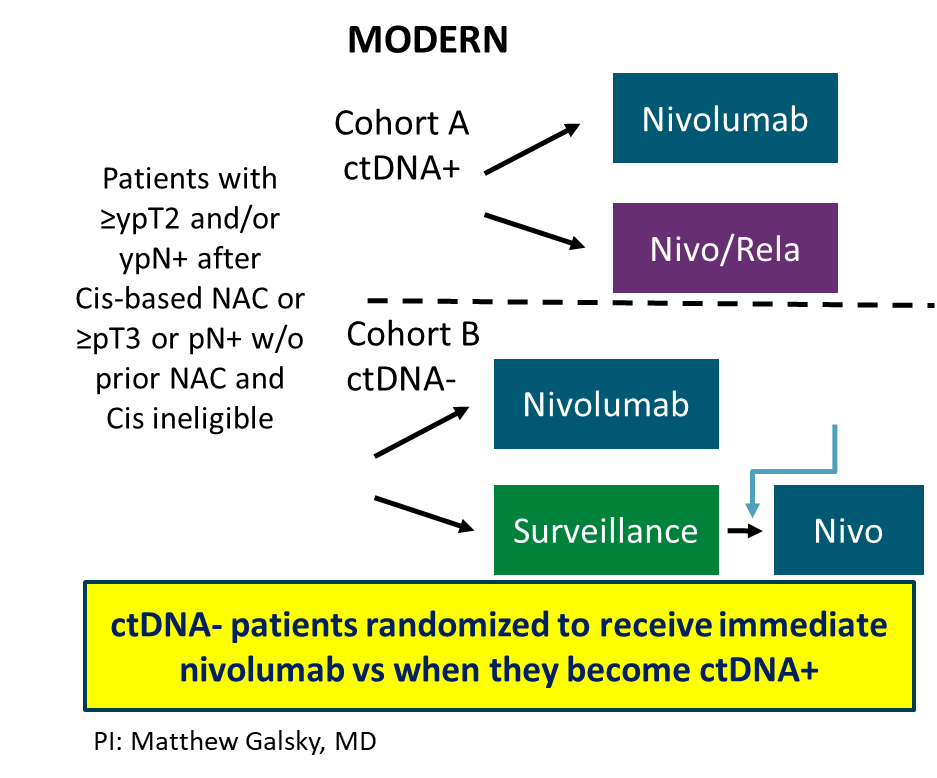 MODERN
Patients with
≥ypT2 and/or
ypN+ after
Cis-based NAC or
≥pT3 or pN+ w/o
prior NAC and
Cis ineligible
Cohort A
ctDNA+
Nivolumab
Nivo/Rela
Cohort B
ctDNA-
Nivolumab
Surveillance
Nivo
ctDNA- patients randomized to receive immediate
nivolumab vs when they become ctDNA+
PI: Matthew Galsky, MD